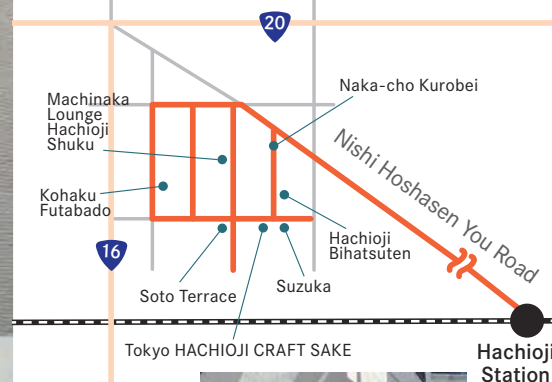 20
Naka-cho Kurobei
Machinaka
Lounge
Hachioji
Shuku
Nishi Hoshasen You Road
Kohaku
Futabado
Hachioji
Bihatsuten
16
Soto Terrace
Suzuka
Tokyo HACHIOJI CRAFT SAKE
Hachioji
Station